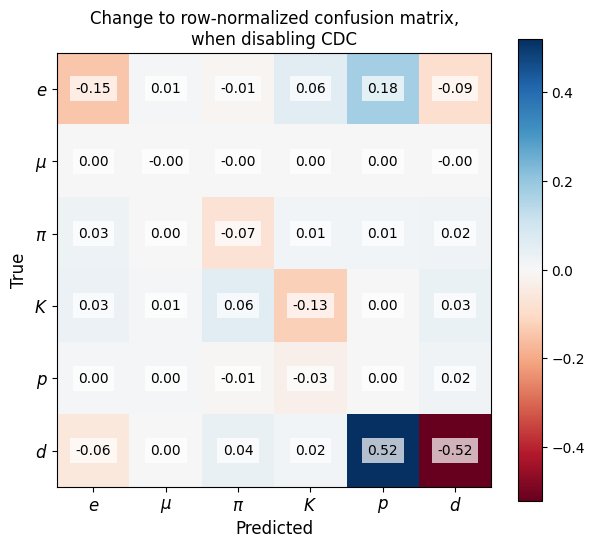 Change to row-normalized confusion matrix,
when disabling CDC
e -0.15 0.01 -0.01 0.06 0.18 -0.09
μ 0.00 -0.00 -0.00 0.00 0.00 -0.00
π 0.03 0.00 -0.07 0.01 0.01 0.02
K 0.03 0.01 0.06 -0.13 0.00 0.03
p 0.00 0.00 -0.01 -0.03 0.00 0.02
d -0.06 0.00 0.04 0.02 0.52 -0.52
e μ π K p d
Predicted
True
0.4
0.2
0.0
−0.2
−0.4